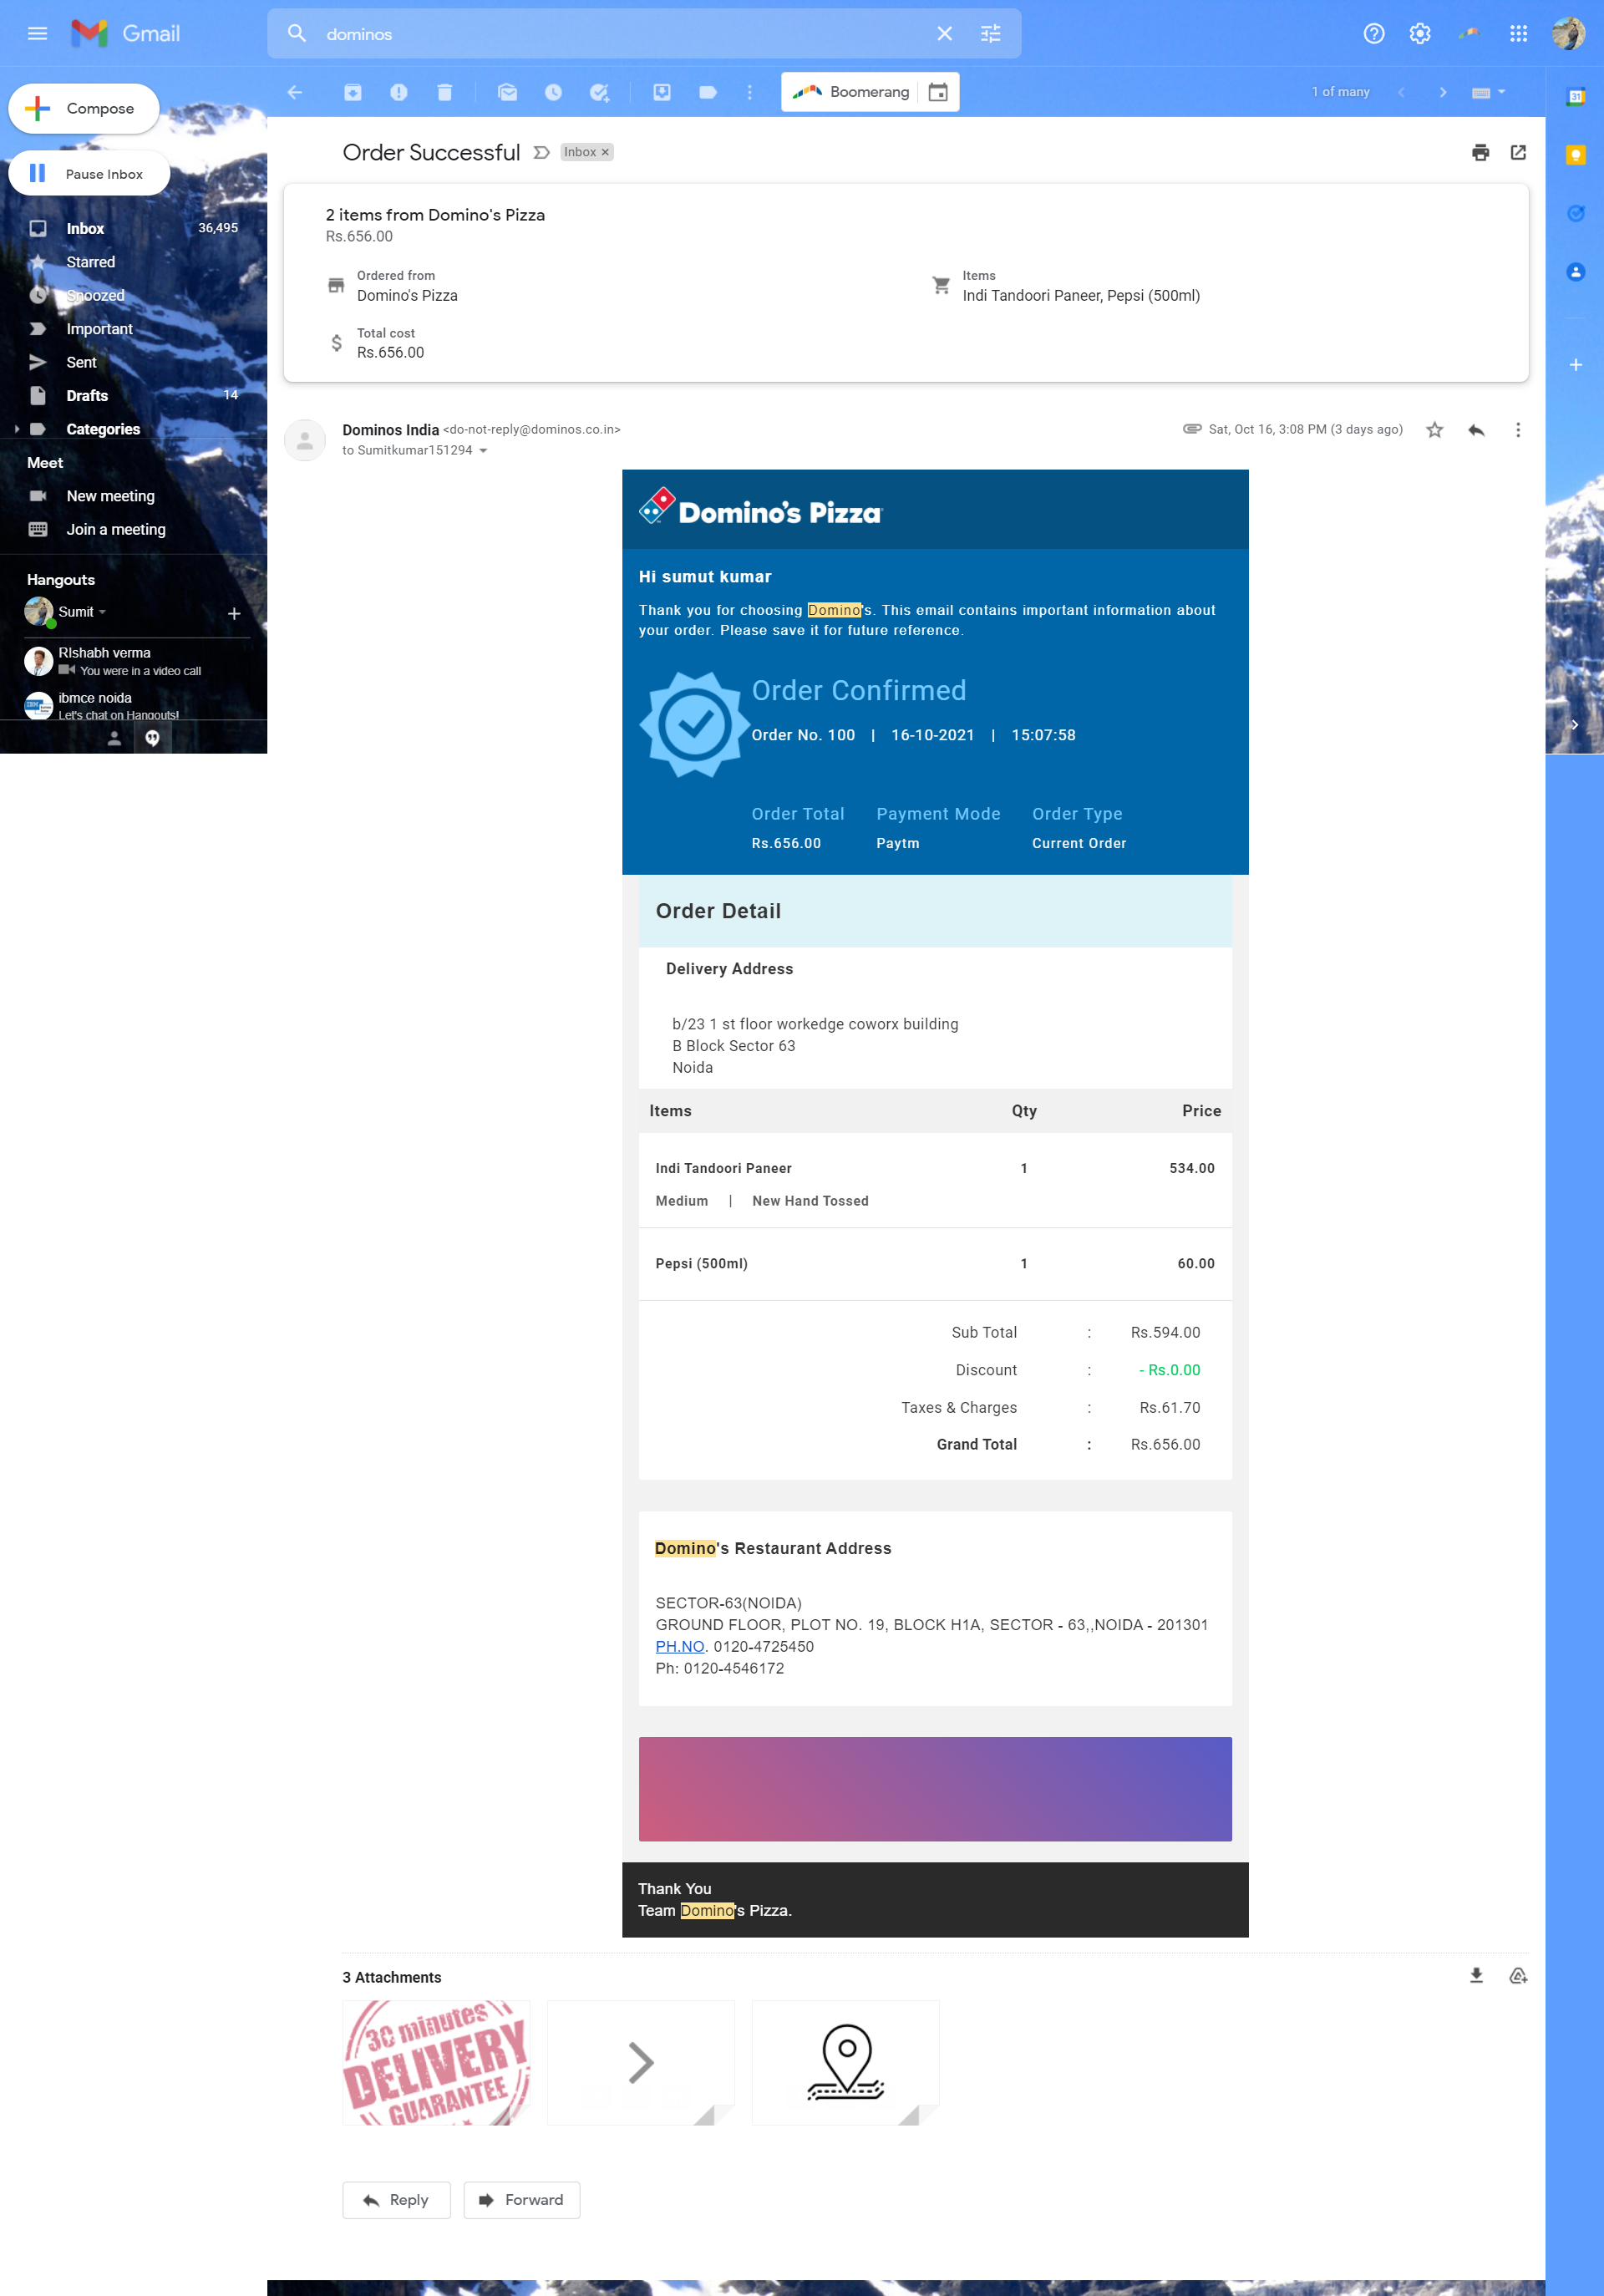 Gmail
dominos
Compose
Pause Inbox
Inbox 36,495
Starred
Snoozed
Important
Sent
Drafts 14
Categories
Meet
New meeting
Join a meeting
Hangouts
Sumit
RIshabh verma
You were in a video call
ibmce noida
Let's chat on Hangouts!
Boomerang
1 of many
31
Order Successful
Inbox ×
2 items from Domino's Pizza
Rs.656.00
Ordered from
Domino's Pizza
Items
Indi Tandoori Paneer, Pepsi (500ml)
Total cost
Rs.656.00
Dominos India <do-not-reply@dominos.co.in>
to Sumitkumar151294
Sat, Oct 16, 3:08 PM (3 days ago)
Domino's Pizza
Hi sumut kumar
Thank you for choosing Domino's. This email contains important information about
your order. Please save it for future reference.
Order Confirmed
Order No. 100 | 16-10-2021 | 15:07:58
Order Total Payment Mode Order Type
Rs.656.00 Paytm Current Order
Order Detail
Delivery Address
b/23 1 st floor workedge coworx building
B Block Sector 63
Noida
Items Qty Price
Indi Tandoori Paneer 1 534.00
Medium | New Hand Tossed
Pepsi (500ml) 1 60.00
Sub Total : Rs.594.00
Discount : - Rs.0.00
Taxes & Charges : Rs.61.70
Grand Total : Rs.656.00
Domino's Restaurant Address
SECTOR-63(NOIDA)
GROUND FLOOR, PLOT NO. 19, BLOCK H1A, SECTOR - 63,,NOIDA - 201301
PH.NO. 0120-4725450
Ph: 0120-4546172
Thank You
Team Domino's Pizza.
3 Attachments
30 minutes
DELIVERY
GUARANTEE
Reply
Forward